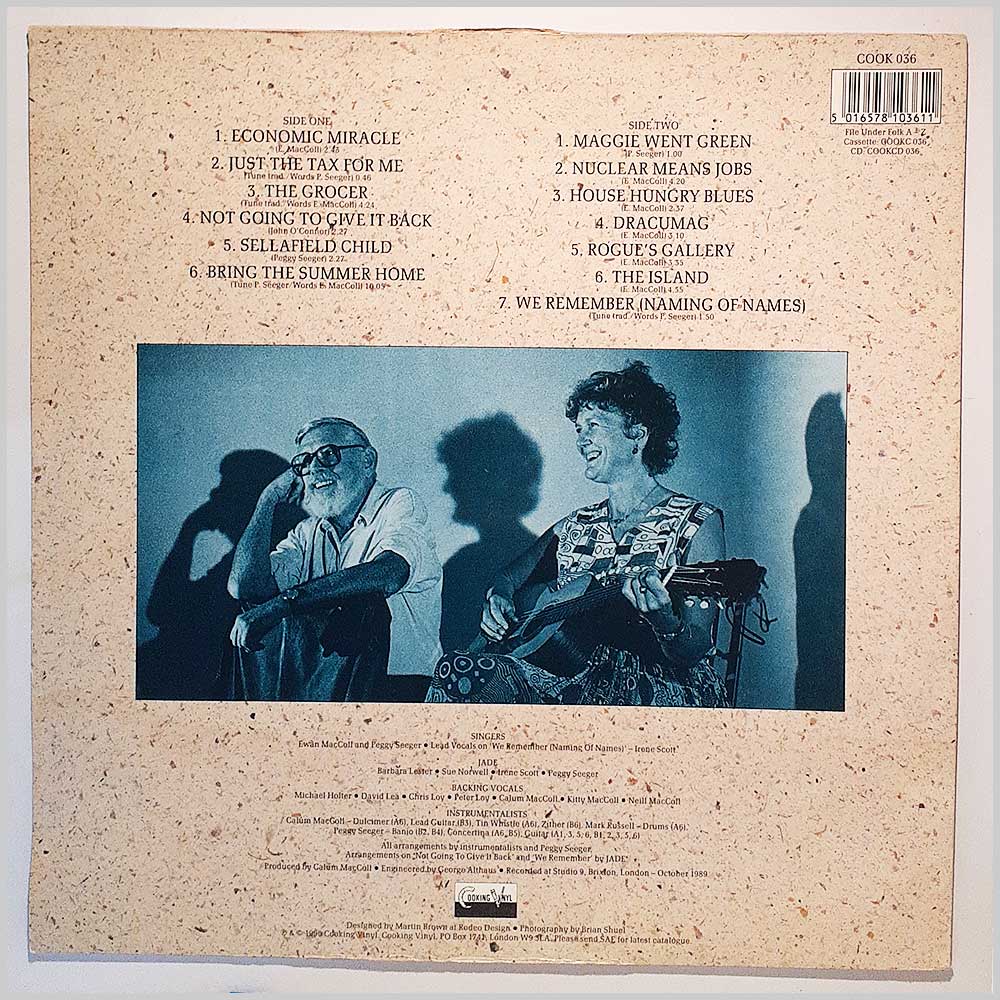 COOK 036
5 016578 103611
File Under Folk A – Z
Cassette: COOKC 036
CD: COOKCD 036
SIDE ONE
1. ECONOMIC MIRACLE
(E. MacColl) 2.43
2. JUST THE TAX FOR ME
(Tune trad./Words P. Seeger) 0.46
3. THE GROCER
(Tune trad./Words E. MacColl) 4.24
4. NOT GOING TO GIVE IT BACK
(John O'Connor) 2.27
5. SELLAFIELD CHILD
(Peggy Seeger) 2.27
6. BRING THE SUMMER HOME
(Tune P. Seeger/Words E. MacColl) 10.05
SIDE TWO
1. MAGGIE WENT GREEN
(P. Seeger) 1.00
2. NUCLEAR MEANS JOBS
(E. MacColl) 4.20
3. HOUSE HUNGRY BLUES
(E. MacColl) 2.37
4. DRACUMAG
(E. MacColl) 3.10
5. ROGUE'S GALLERY
(E. MacColl) 3.35
6. THE ISLAND
(E. MacColl) 4.55
7. WE REMEMBER (NAMING OF NAMES)
(Tune trad./Words P. Seeger) 1.50
SINGERS
Ewan MacColl and Peggy Seeger • Lead Vocals on 'We Remember (Naming Of Names)' – Irene Scott
JADE
Barbara Lester • Sue Norwell • Irene Scott • Peggy Seeger
BACKING VOCALS
Michael Holter • David Lea • Chris Loy • Peter Loy • Calum MacColl • Kitty MacColl • Neill MacColl
INSTRUMENTALISTS
Calum MacColl – Dulcimer (A6), Lead Guitar (B3), Tin Whistle (A6), Zither (B6). Mark Russell – Drums (A6).
Peggy Seeger – Banjo (B2, B4), Concertina (A6, B5), Guitar (A1, 3, 5, 6, B1, 2, 3, 5, 6)
All arrangements by instrumentalists and Peggy Seeger.
Arrangements on 'Not Going To Give It Back' and 'We Remember' by JADE
Produced by Calum MacColl • Engineered by George Althaus • Recorded at Studio 9, Brixton, London – October 1989
COOKING VINYL
Designed by Martin Brown at Rodeo Design • Photography by Brian Shuel
℗ & © 1990 Cooking Vinyl. Cooking Vinyl, PO Box 1741, London W9 3LA. Please send SAE for latest catalogue.